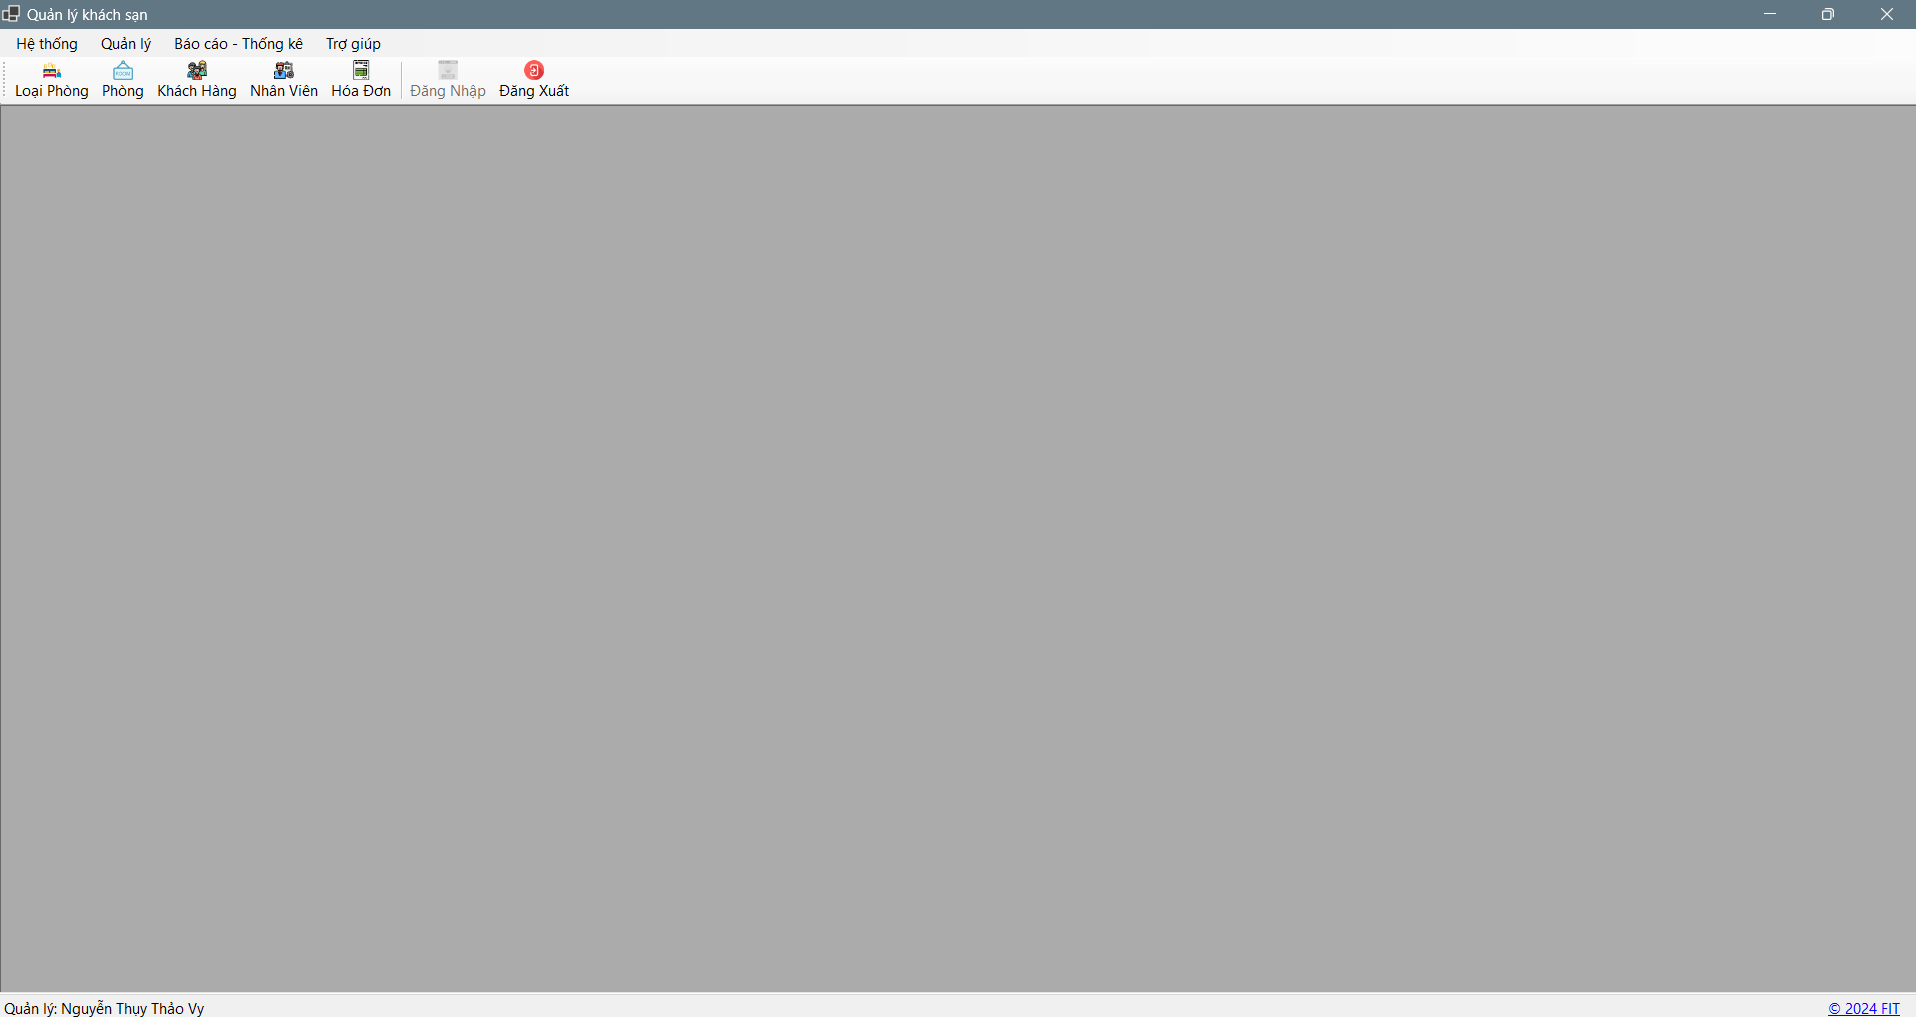 Quản lý khách sạn
Hệ thống Quản lý Báo cáo - Thống kê Trợ giúp
Loại Phòng Phòng Khách Hàng Nhân Viên Hóa Đơn Đăng Nhập Đăng Xuất
Quản lý: Nguyễn Thụy Thảo Vy
© 2024 FIT